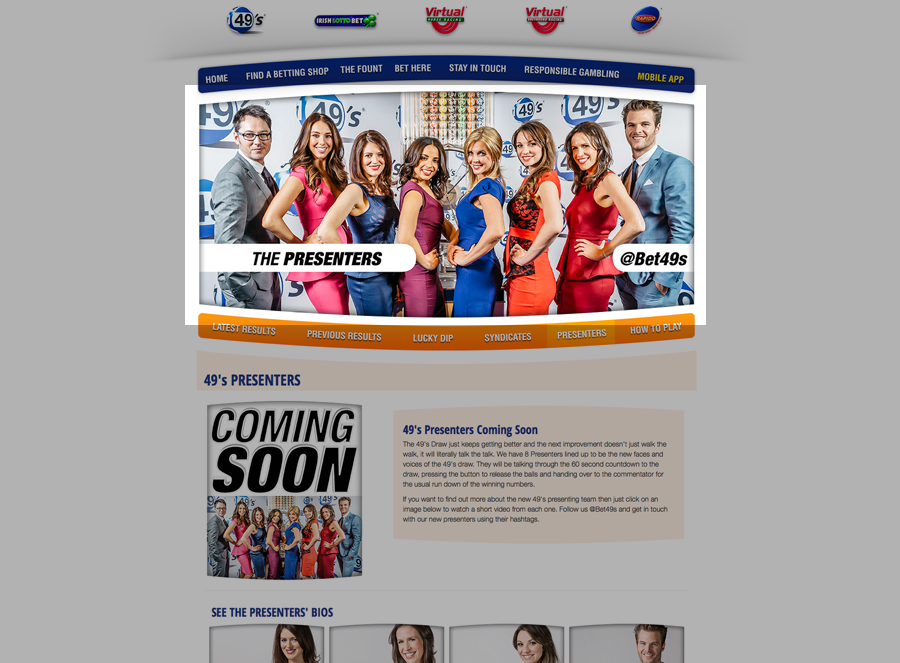 49's
IRISH LOTTO BET
Virtual
HORSE RACING
Virtual
GREYHOUND RACING
RAPIDO
HOME
FIND A BETTING SHOP
THE FOUNT
BET HERE
STAY IN TOUCH
RESPONSIBLE GAMBLING
MOBILE APP
49's
49's
49's
THE PRESENTERS
@Bet49s
LATEST RESULTS
PREVIOUS RESULTS
LUCKY DIP
SYNDICATES
PRESENTERS
HOW TO PLAY
49's PRESENTERS
COMING
SOON
49's Presenters Coming Soon
The 49's Draw just keeps getting better and the next improvement doesn't just walk the
walk, it will literally talk the talk. We have 8 Presenters lined up to be the new faces and
voices of the 49's draw. They will be talking through the 60 second countdown to the
draw, pressing the button to release the balls and handing over to the commentator for
the usual run down of the winning numbers.
If you want to find out more about the new 49's presenting team then just click on an
image below to watch a short video from each one. Follow us @Bet49s and get in touch
with our new presenters using their hashtags.
SEE THE PRESENTERS' BIOS